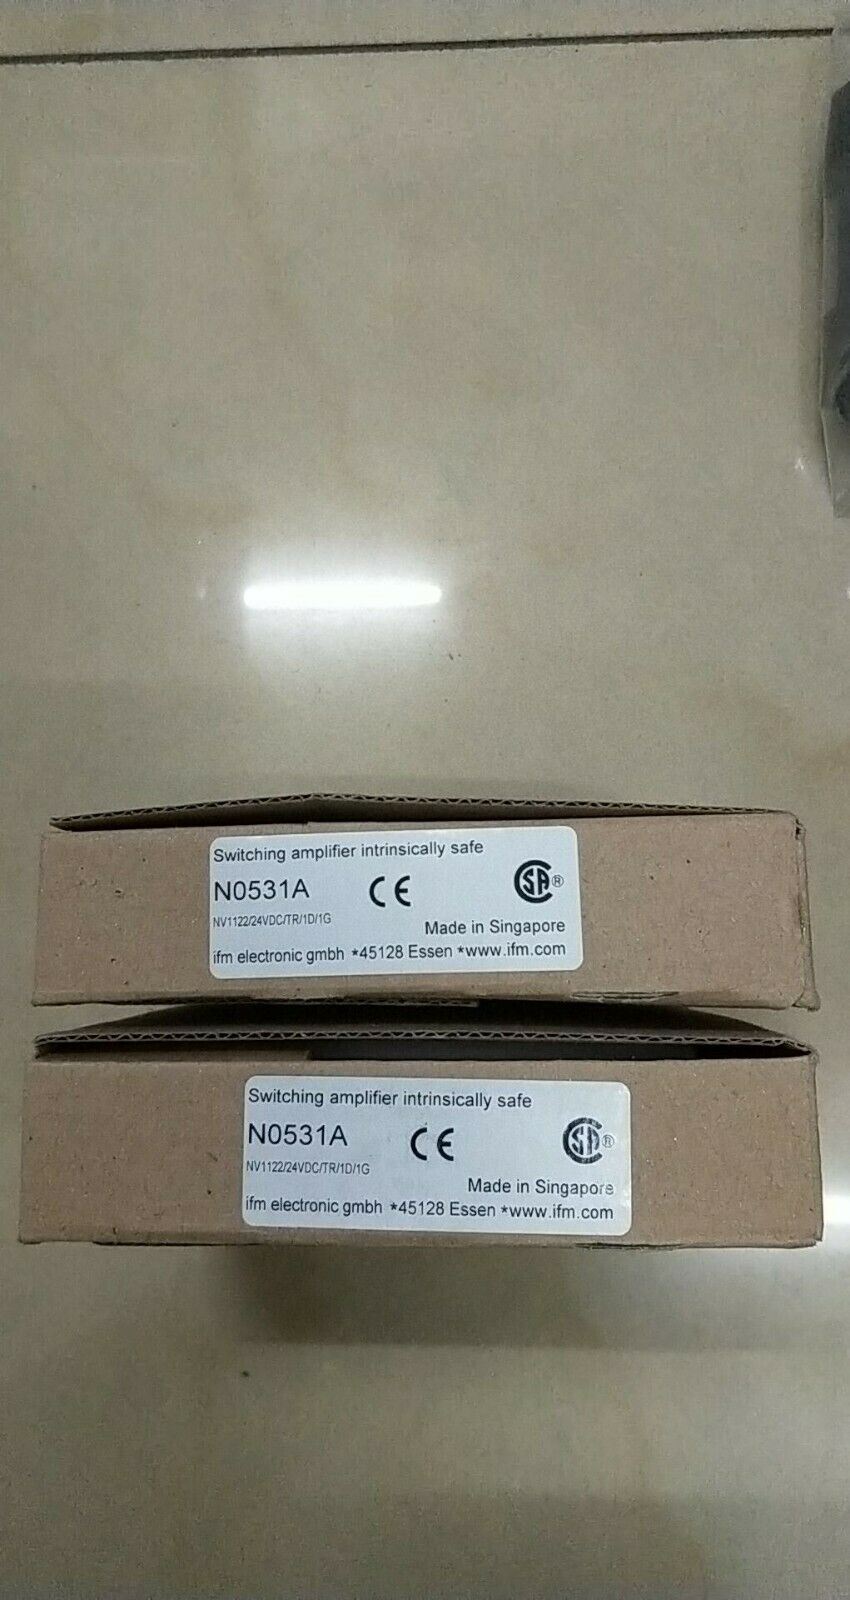 Switching amplifier intrinsically safe
N0531A CE SA®
NV1122/24VDC/TR/1D/1G
Made in Singapore
ifm electronic gmbh *45128 Essen *www.ifm.com
Switching amplifier intrinsically safe
N0531A CE SA®
NV1122/24VDC/TR/1D/1G
Made in Singapore
ifm electronic gmbh *45128 Essen *www.ifm.com